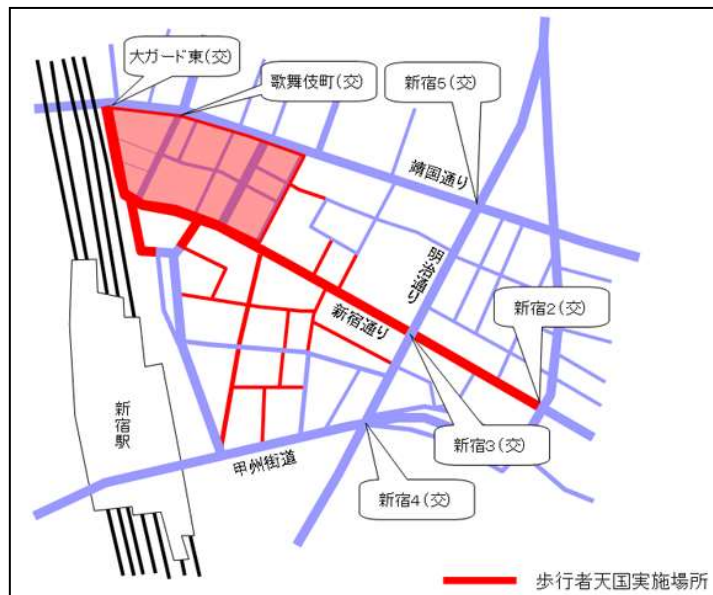 大ガード東(交)
歌舞伎町(交)
新宿5(交)
靖国通り
明治通り
新宿2(交)
新宿通り
新宿駅
新宿3(交)
甲州街道
新宿4(交)
歩行者天国実施場所